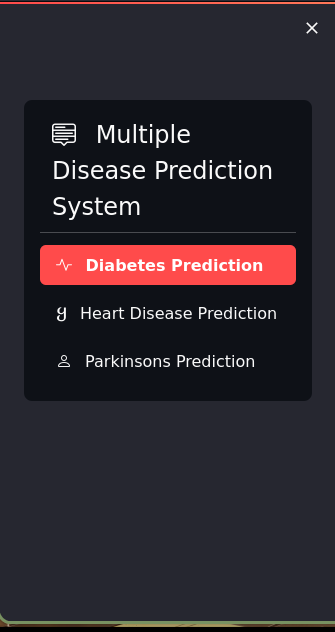 Multiple
Disease Prediction
System
Diabetes Prediction
Heart Disease Prediction
Parkinsons Prediction